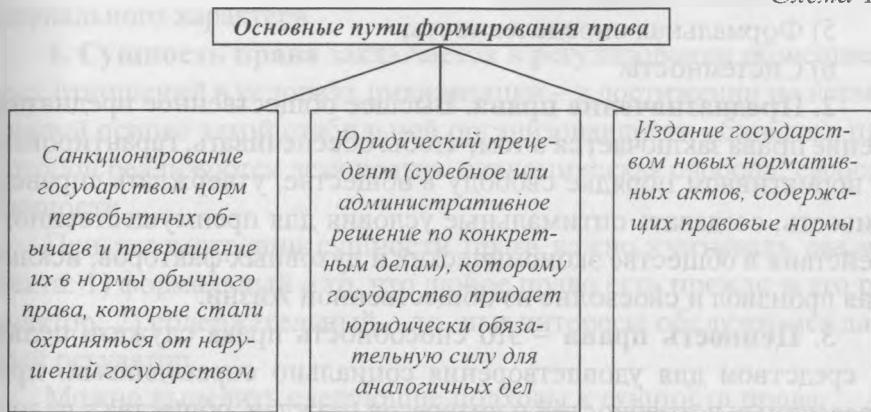 Основные пути формирования права
Санкционирование
государством норм
первобытных об-
ычаев и превращение
их в нормы обычного
права, которые стали
охраняться от нару-
шений государством
Юридический преце-
дент (судебное или
административное
решение по конкрет-
ным делам), которому
государство придает
юридически обяза-
тельную силу для
аналогичных дел
Издание государст-
вом новых норматив-
ных актов, содержа-
щих правовые нормы